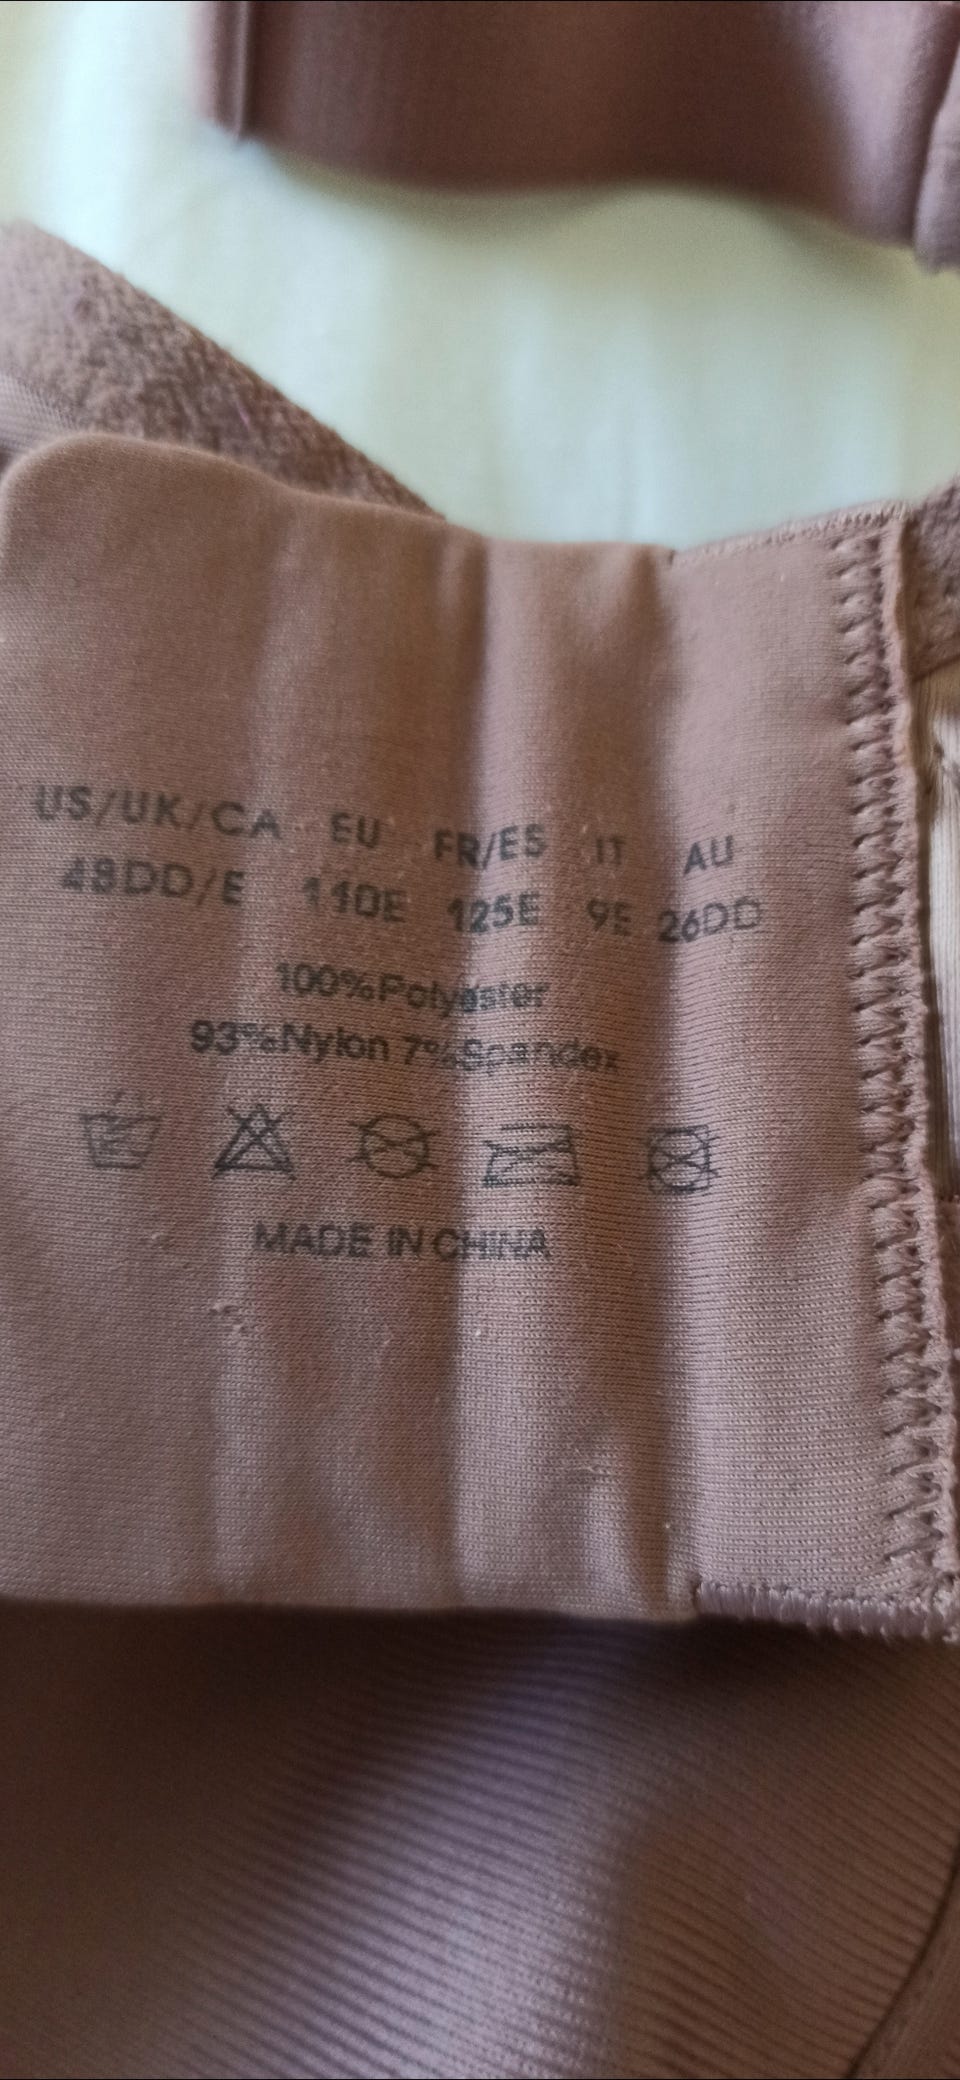 US/UK/CA EU FR/ES IT AU
48DD/E 110E 125E 9E 26DD
100%Polyester
93%Nylon 7%Spandex
MADE IN CHINA